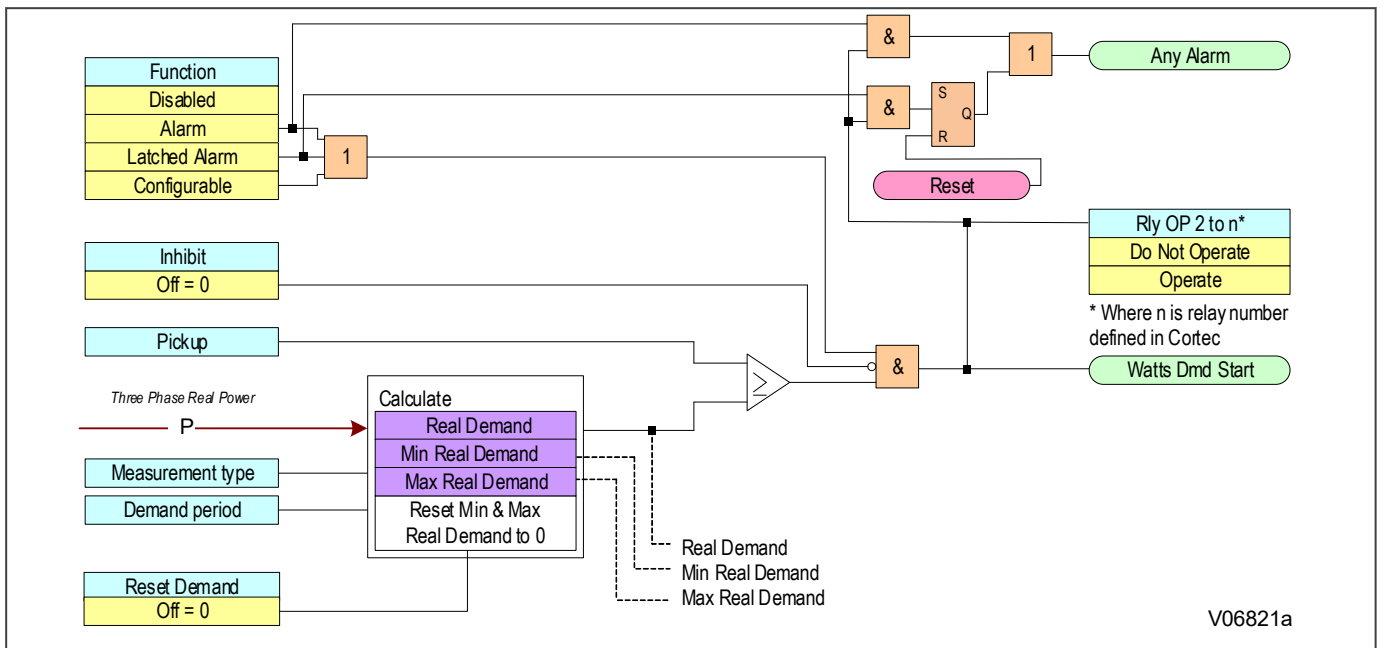 Function
Disabled
Alarm
Latched Alarm
Configurable
1
&
1
Any Alarm
&
S
Q
R
Reset
Inhibit
Off = 0
Pickup
≥
&
Rly OP 2 to n*
Do Not Operate
Operate
* Where n is relay number
defined in Cortec
Watts Dmd Start
Three Phase Real Power
P
Measurement type
Demand period
Calculate
Real Demand
Min Real Demand
Max Real Demand
Reset Min & Max
Real Demand to 0
Reset Demand
Off = 0
Real Demand
Min Real Demand
Max Real Demand
V06821a